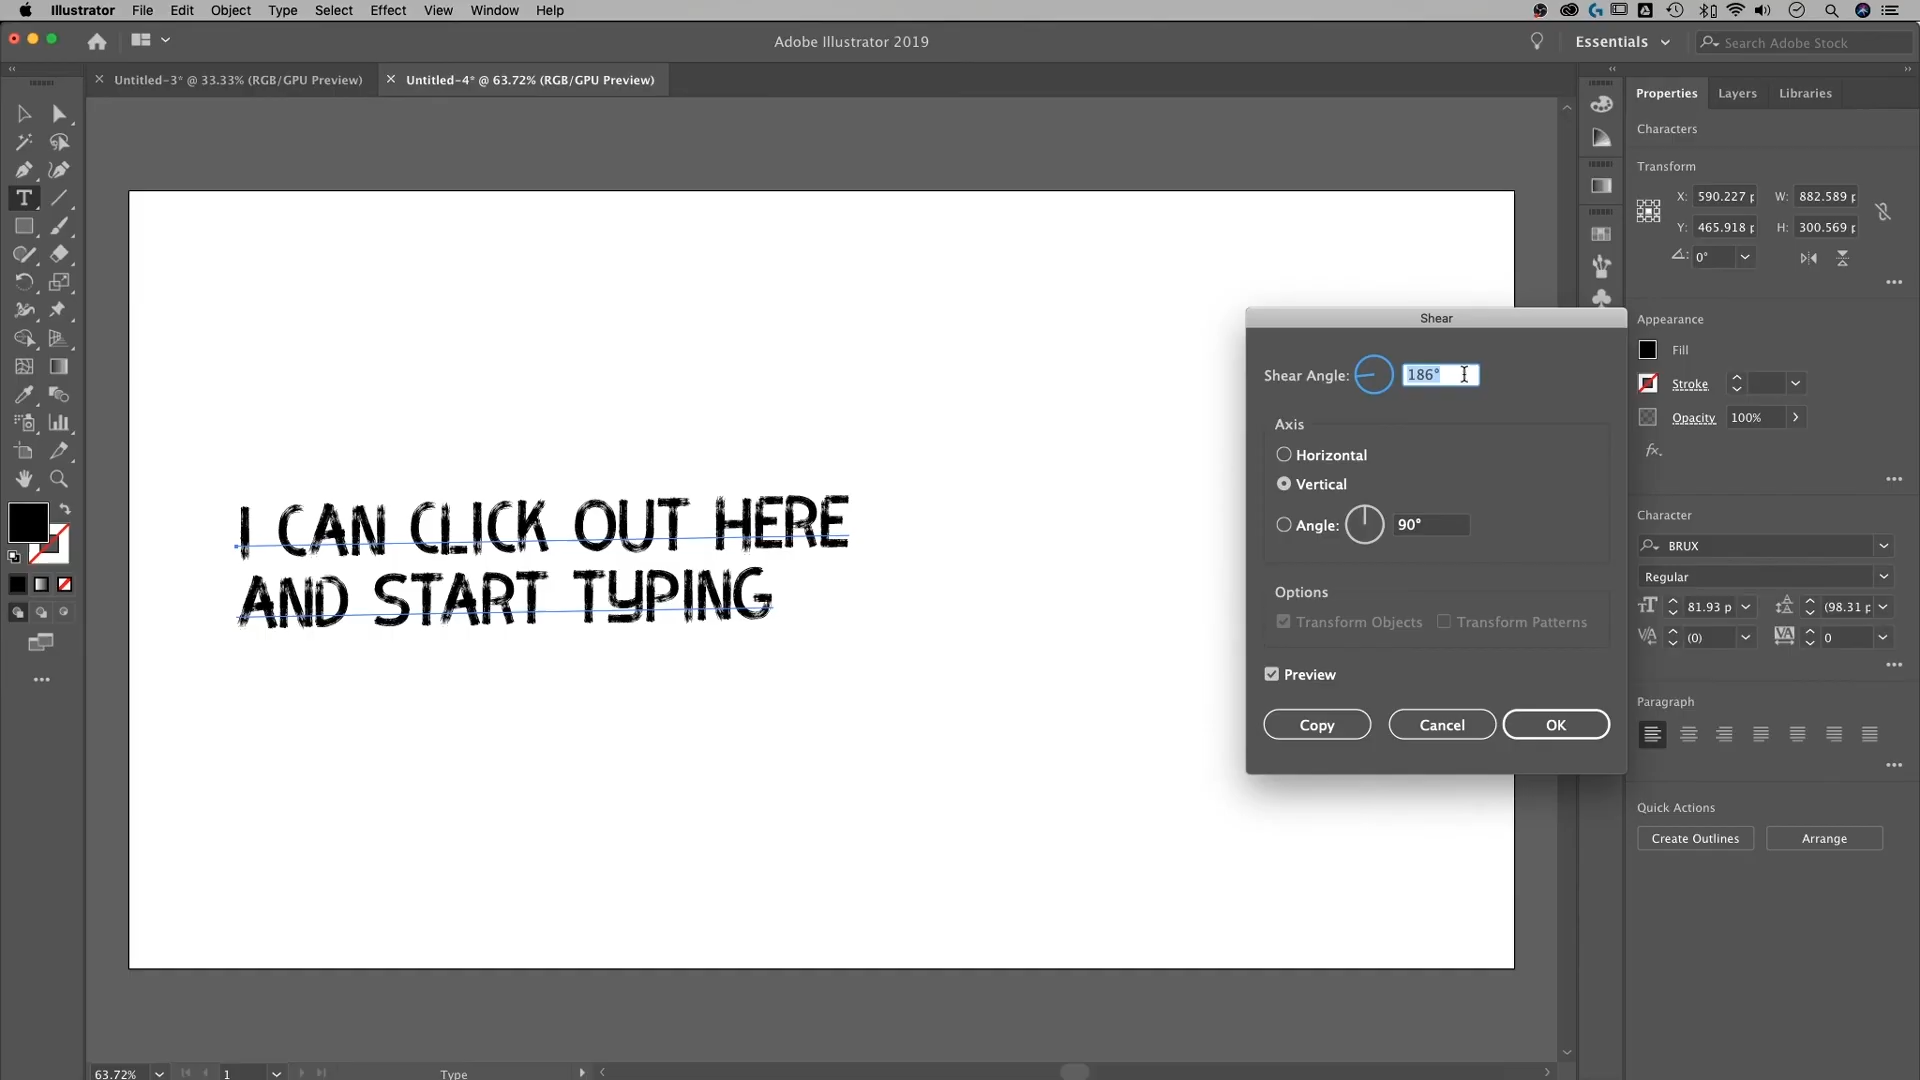 Illustrator File Edit Object Type Select Effect View Window Help
Adobe Illustrator 2019
Essentials
Search Adobe Stock
Untitled-3* @ 33.33% (RGB/GPU Preview)
Untitled-4* @ 63.72% (RGB/GPU Preview)
Properties Layers Libraries
Characters
Transform
X: 590.227 p W: 882.589 p
Y: 465.918 p H: 300.569 p
0°
Appearance
Fill
Stroke
Opacity 100%
fx.
Character
BRUX
Regular
81.93 p (98.31 p
(0) 0
Paragraph
Quick Actions
Create Outlines Arrange
I CAN CLICK OUT HERE
AND START TYPING
Shear
Shear Angle: 186°
Axis
Horizontal
Vertical
Angle: 90°
Options
Transform Objects Transform Patterns
Preview
Copy Cancel OK
63.72% 1 Type